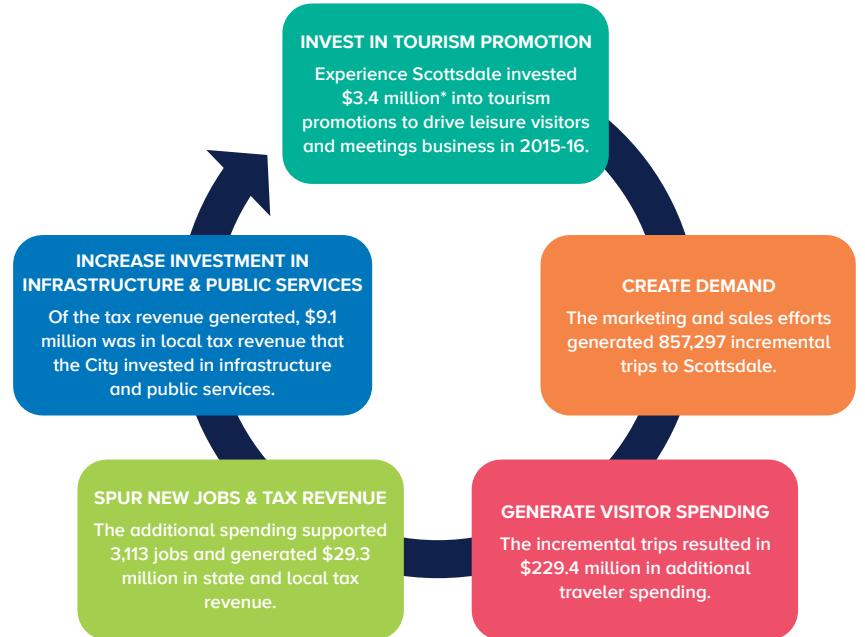 INVEST IN TOURISM PROMOTION
Experience Scottsdale invested
$3.4 million* into tourism
promotions to drive leisure visitors
and meetings business in 2015-16.
CREATE DEMAND
The marketing and sales efforts
generated 857,297 incremental
trips to Scottsdale.
GENERATE VISITOR SPENDING
The incremental trips resulted in
$229.4 million in additional
traveler spending.
SPUR NEW JOBS & TAX REVENUE
The additional spending supported
3,113 jobs and generated $29.3
million in state and local tax
revenue.
INCREASE INVESTMENT IN
INFRASTRUCTURE & PUBLIC SERVICES
Of the tax revenue generated, $9.1
million was in local tax revenue that
the City invested in infrastructure
and public services.